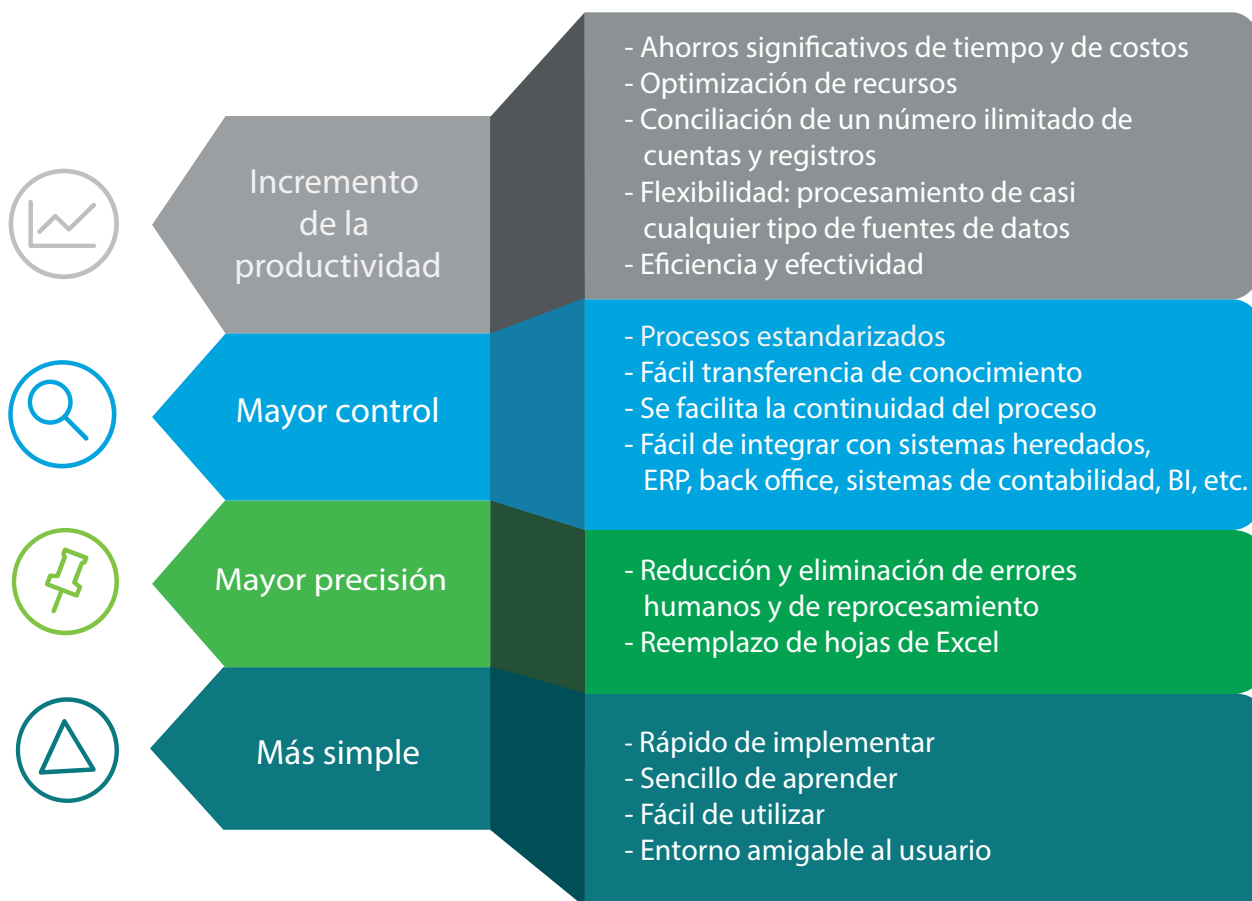 Incremento
de la
productividad
- Ahorros significativos de tiempo y de costos
- Optimización de recursos
- Conciliación de un número ilimitado de
cuentas y registros
- Flexibilidad: procesamiento de casi
cualquier tipo de fuentes de datos
- Eficiencia y efectividad
Mayor control
- Procesos estandarizados
- Fácil transferencia de conocimiento
- Se facilita la continuidad del proceso
- Fácil de integrar con sistemas heredados,
ERP, back office, sistemas de contabilidad, BI, etc.
Mayor precisión
- Reducción y eliminación de errores
humanos y de reprocesamiento
- Reemplazo de hojas de Excel
Más simple
- Rápido de implementar
- Sencillo de aprender
- Fácil de utilizar
- Entorno amigable al usuario